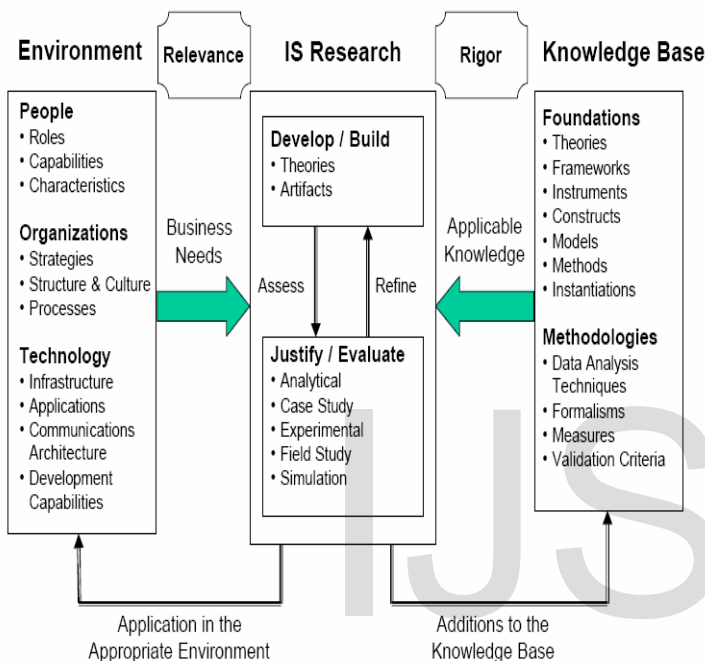 Environment
Relevance
IS Research
Rigor
Knowledge Base
People
• Roles
• Capabilities
• Characteristics
Organizations
• Strategies
• Structure & Culture
• Processes
Technology
• Infrastructure
• Applications
• Communications
Architecture
• Development
Capabilities
Business
Needs
Develop / Build
• Theories
• Artifacts
Assess
Refine
Justify / Evaluate
• Analytical
• Case Study
• Experimental
• Field Study
• Simulation
Applicable
Knowledge
Foundations
• Theories
• Frameworks
• Instruments
• Constructs
• Models
• Methods
• Instantiations
Methodologies
• Data Analysis
Techniques
• Formalisms
• Measures
• Validation Criteria
Application in the
Appropriate Environment
Additions to the
Knowledge Base
IJS